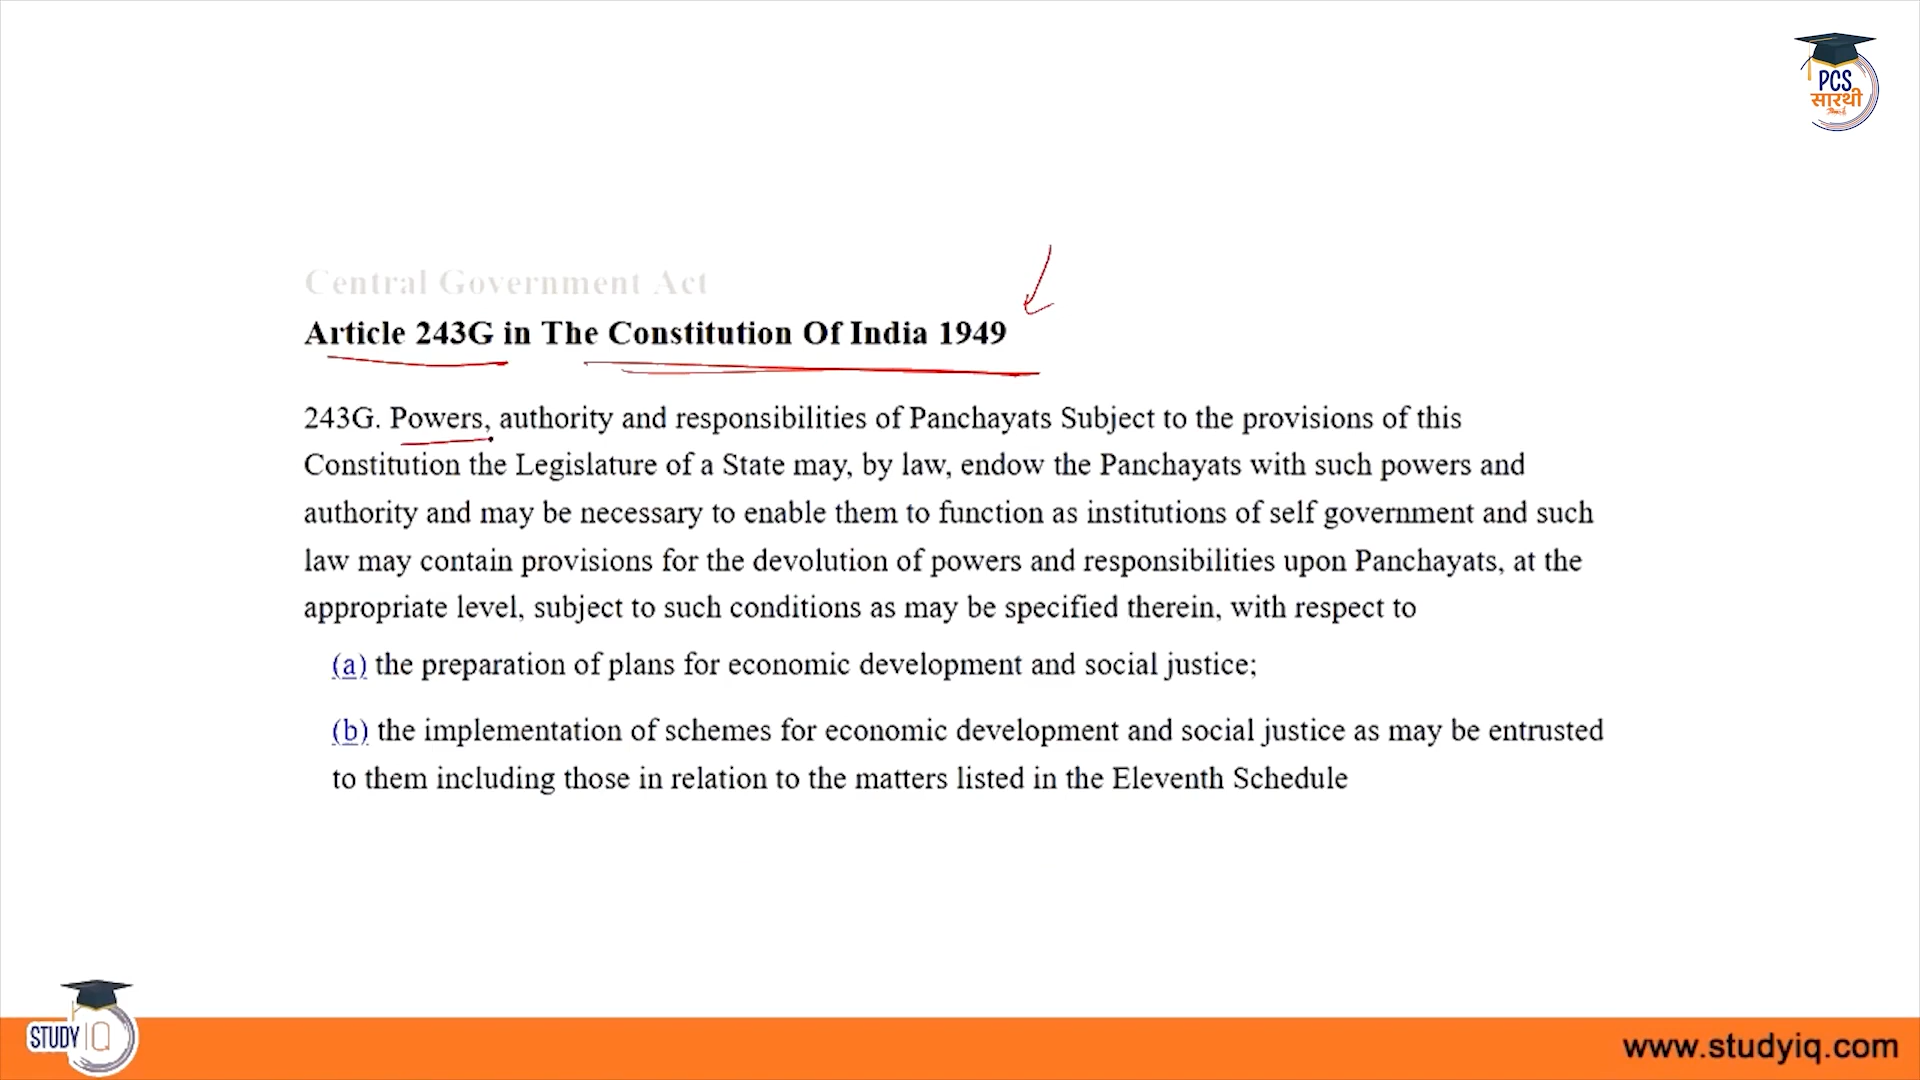 PCS
सारथी
Central Government Act
Article 243G in The Constitution Of India 1949
243G. Powers, authority and responsibilities of Panchayats Subject to the provisions of this
Constitution the Legislature of a State may, by law, endow the Panchayats with such powers and
authority and may be necessary to enable them to function as institutions of self government and such
law may contain provisions for the devolution of powers and responsibilities upon Panchayats, at the
appropriate level, subject to such conditions as may be specified therein, with respect to
(a) the preparation of plans for economic development and social justice;
(b) the implementation of schemes for economic development and social justice as may be entrusted
to them including those in relation to the matters listed in the Eleventh Schedule
STUDY IQ
www.studyiq.com